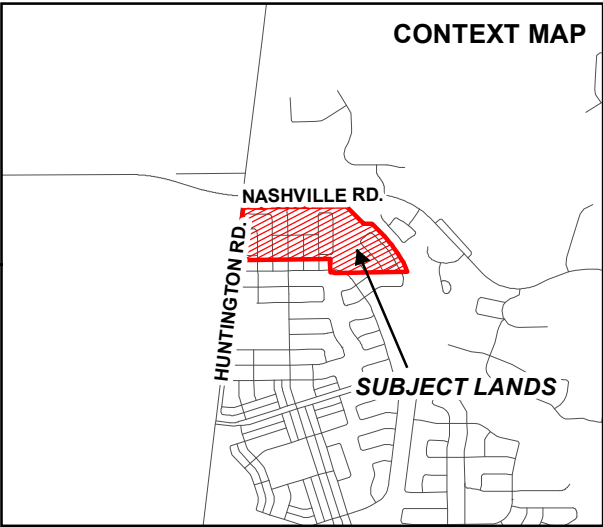 CONTEXT MAP
NASHVILLE RD.
HUNTINGTON RD.
SUBJECT LANDS